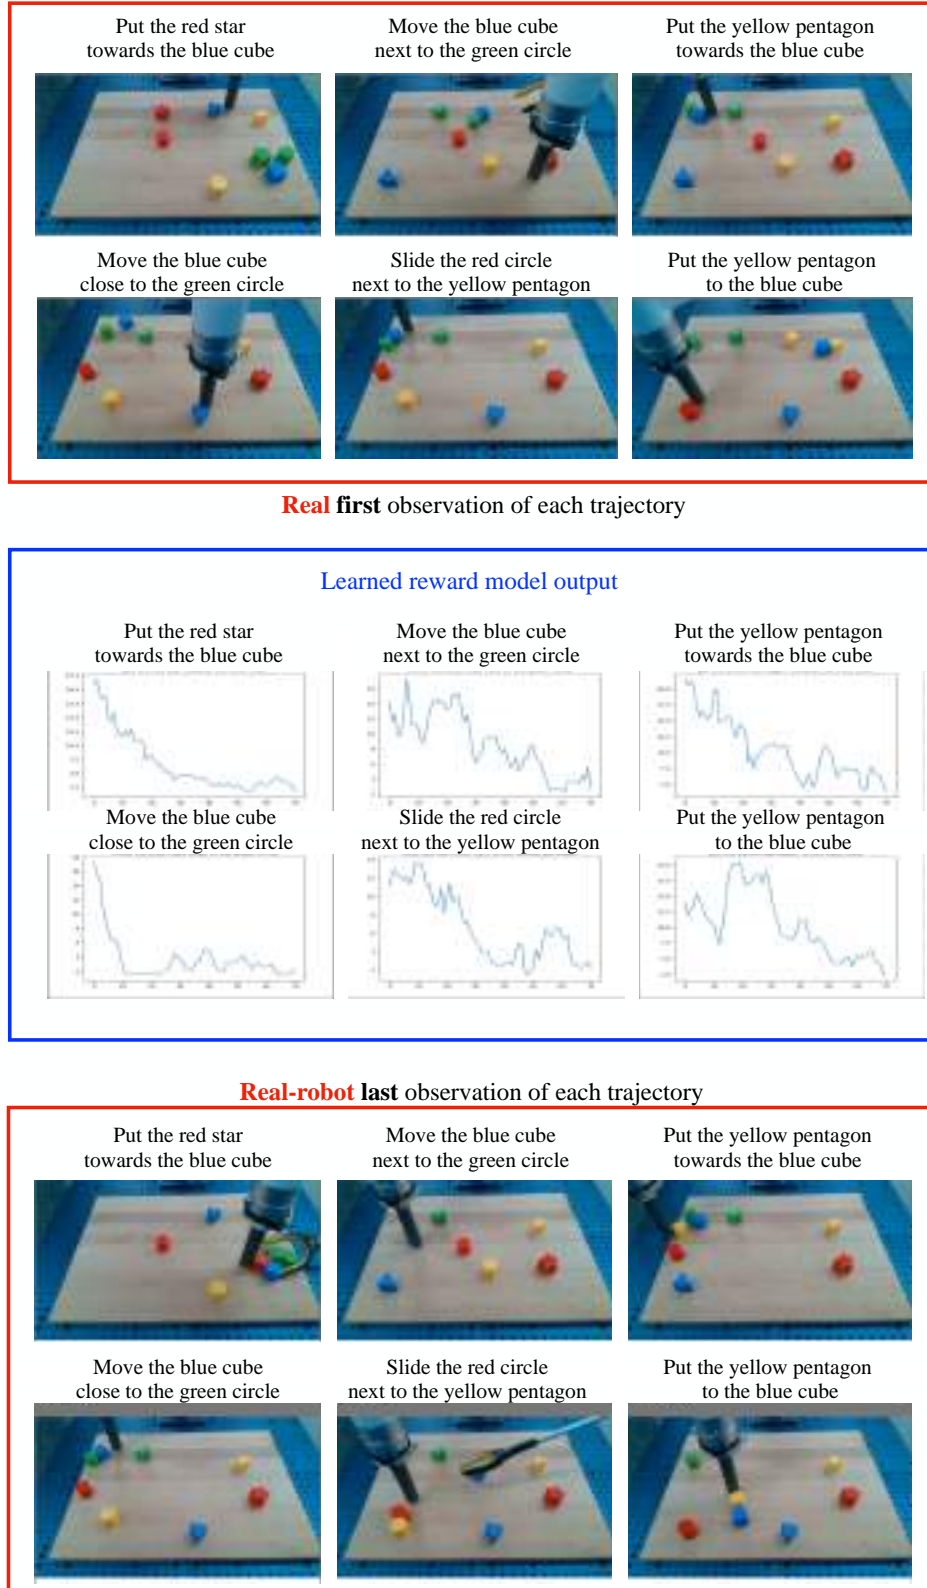 Put the red star
towards the blue cube
Move the blue cube
next to the green circle
Put the yellow pentagon
towards the blue cube
Move the blue cube
close to the green circle
Slide the red circle
next to the yellow pentagon
Put the yellow pentagon
to the blue cube
Real first observation of each trajectory
Learned reward model output
Put the red star
towards the blue cube
Move the blue cube
next to the green circle
Put the yellow pentagon
towards the blue cube
Move the blue cube
close to the green circle
Slide the red circle
next to the yellow pentagon
Put the yellow pentagon
to the blue cube
Real-robot last observation of each trajectory
Put the red star
towards the blue cube
Move the blue cube
next to the green circle
Put the yellow pentagon
towards the blue cube
Move the blue cube
close to the green circle
Slide the red circle
next to the yellow pentagon
Put the yellow pentagon
to the blue cube